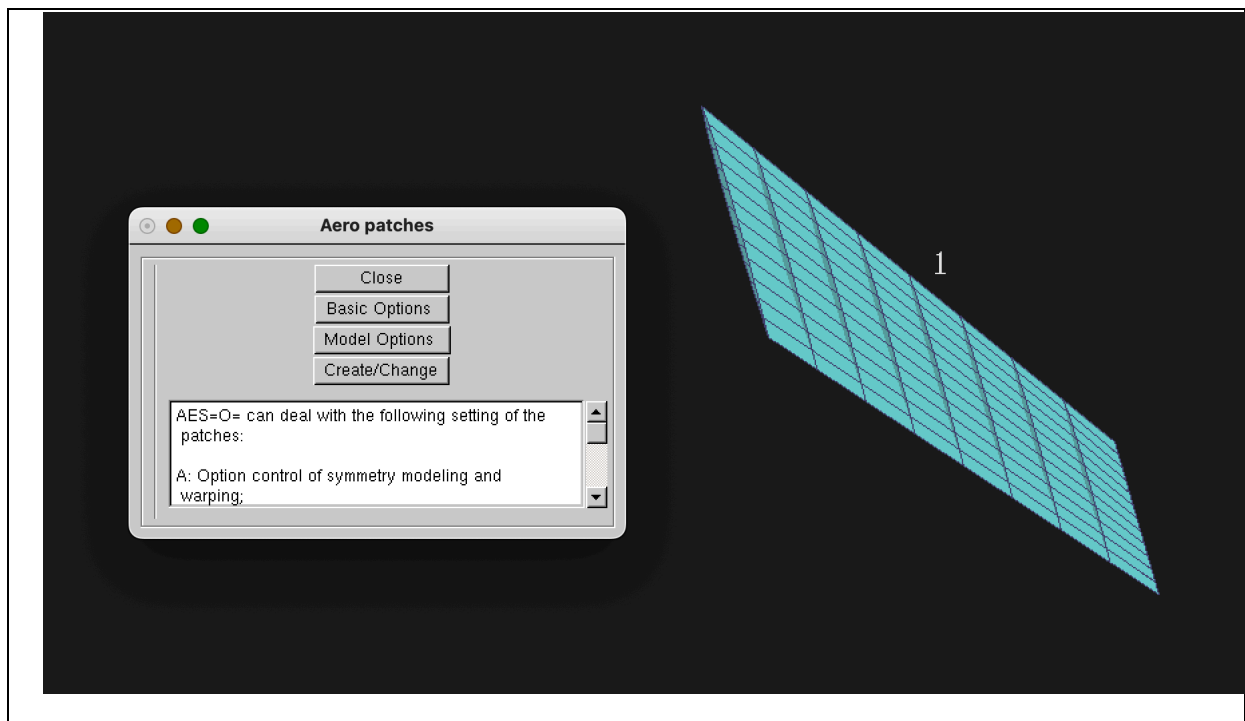 Aero patches
Close
Basic Options
Model Options
Create/Change
AES=O= can deal with the following setting of the
patches:
A: Option control of symmetry modeling and
warping;
1